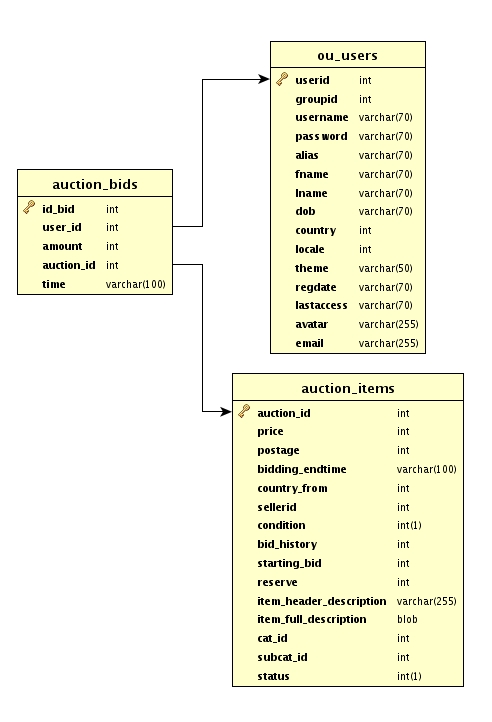 ou_users
userid int
groupid int
username varchar(70)
password varchar(70)
alias varchar(70)
fname varchar(70)
lname varchar(70)
dob varchar(70)
country int
locale int
theme varchar(50)
regdate varchar(70)
lastaccess varchar(70)
avatar varchar(255)
email varchar(255)
auction_bids
id_bid int
user_id int
amount int
auction_id int
time varchar(100)
auction_items
auction_id int
price int
postage int
bidding_endtime varchar(100)
country_from int
sellerid int
condition int(1)
bid_history int
starting_bid int
reserve int
item_header_description varchar(255)
item_full_description blob
cat_id int
subcat_id int
status int(1)